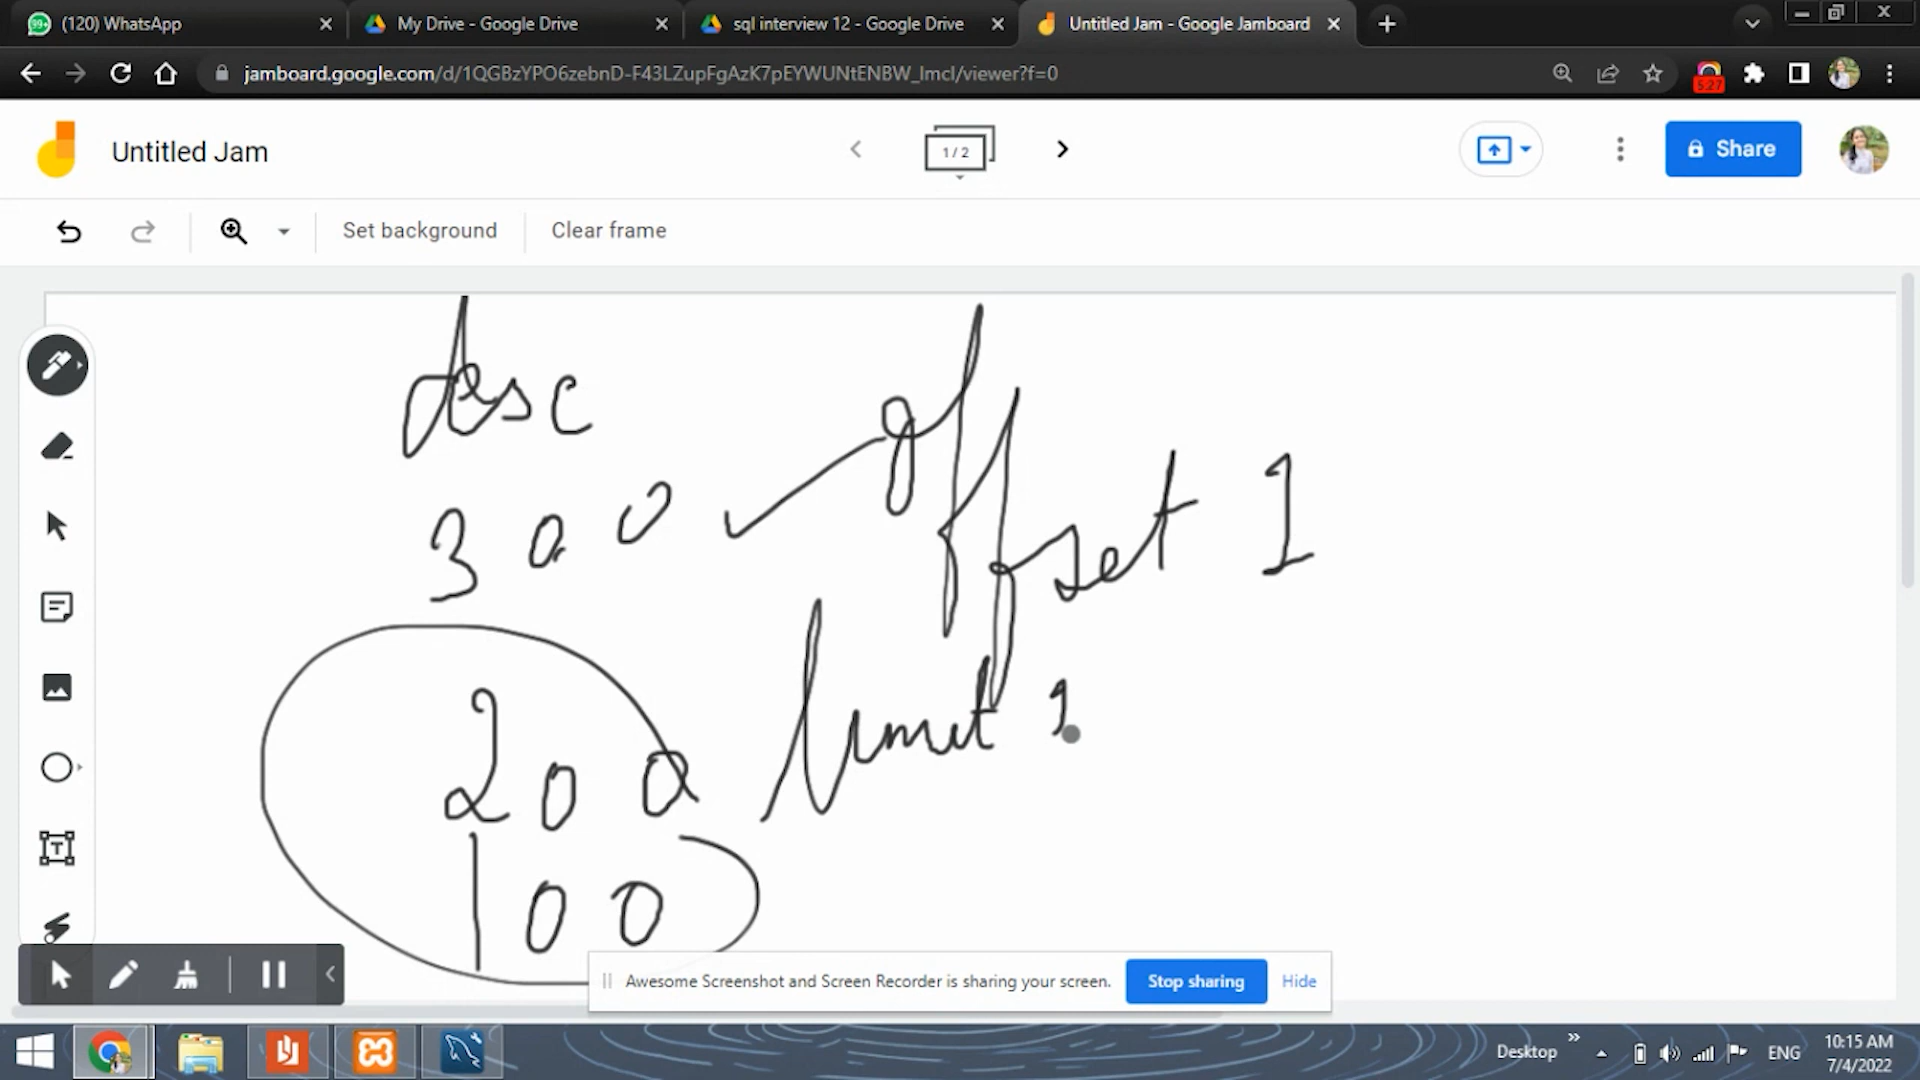 (120) WhatsApp
My Drive - Google Drive
sql interview 12 - Google Drive
Untitled Jam - Google Jamboard
jamboard.google.com/d/1QGBzYPO6zebnD-F43LZupFgAzK7pEYWUNtENBW_lmcI/viewer?f=0
5:27
Untitled Jam
1 / 2
Share
Set background
Clear frame
desc
offset 1
300
200
limit 1
100
Awesome Screenshot and Screen Recorder is sharing your screen.
Stop sharing
Hide
Desktop
ENG
10:15 AM
7/4/2022